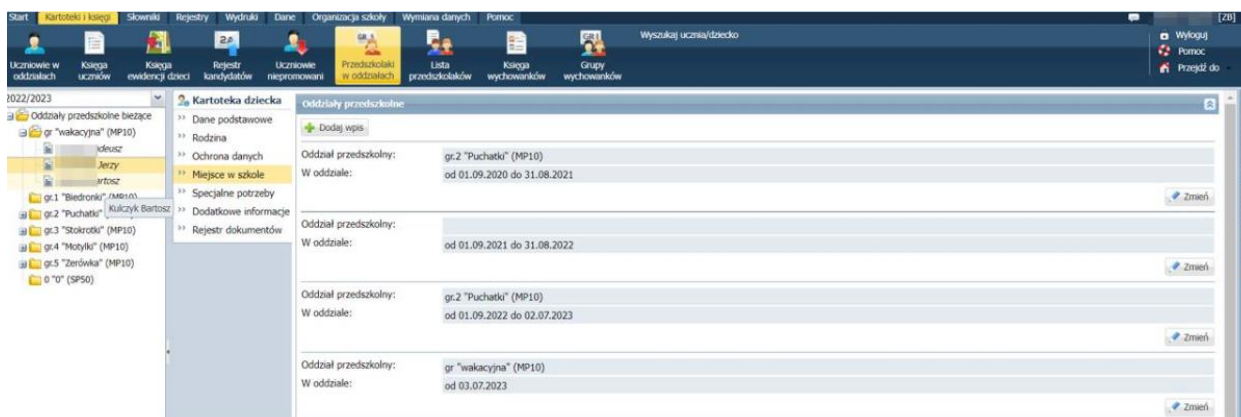 Start Kartoteki i księgi Słowniki Rejestry Wydruki Dane Organizacja szkoły Wymiana danych Pomoc [ZB]
Uczniowie w oddziałach
Księga uczniów
Księga ewidencji dzieci
Rejestr kandydatów
Uczniowie niepromowani
Przedszkolaki w oddziałach
Lista przedszkolaków
Księga wychowanków
Grupy wychowanków
Wyszukaj ucznia/dziecko
Wyloguj
Pomoc
Przejdź do
2022/2023
Oddziały przedszkolne bieżące
gr "wakacyjna" (MP10)
Jerzy
gr.1 "Biedronki" (MP10)
Kulczyk Bartosz
gr.2 "Puchatki"
gr.3 "Stokrotki" (MP10)
gr.4 "Motylki" (MP10)
gr.5 "Zerówka" (MP10)
0 "0" (SP50)
Kartoteka dziecka
Dane podstawowe
Rodzina
Ochrona danych
Miejsce w szkole
Specjalne potrzeby
Dodatkowe informacje
Rejestr dokumentów
Oddziały przedszkolne
Dodaj wpis
Oddział przedszkolny: gr.2 "Puchatki" (MP10)
W oddziale: od 01.09.2020 do 31.08.2021
Zmień
Oddział przedszkolny:
W oddziale: od 01.09.2021 do 31.08.2022
Zmień
Oddział przedszkolny: gr.2 "Puchatki" (MP10)
W oddziale: od 01.09.2022 do 02.07.2023
Zmień
Oddział przedszkolny: gr "wakacyjna" (MP10)
W oddziale: od 03.07.2023
Zmień